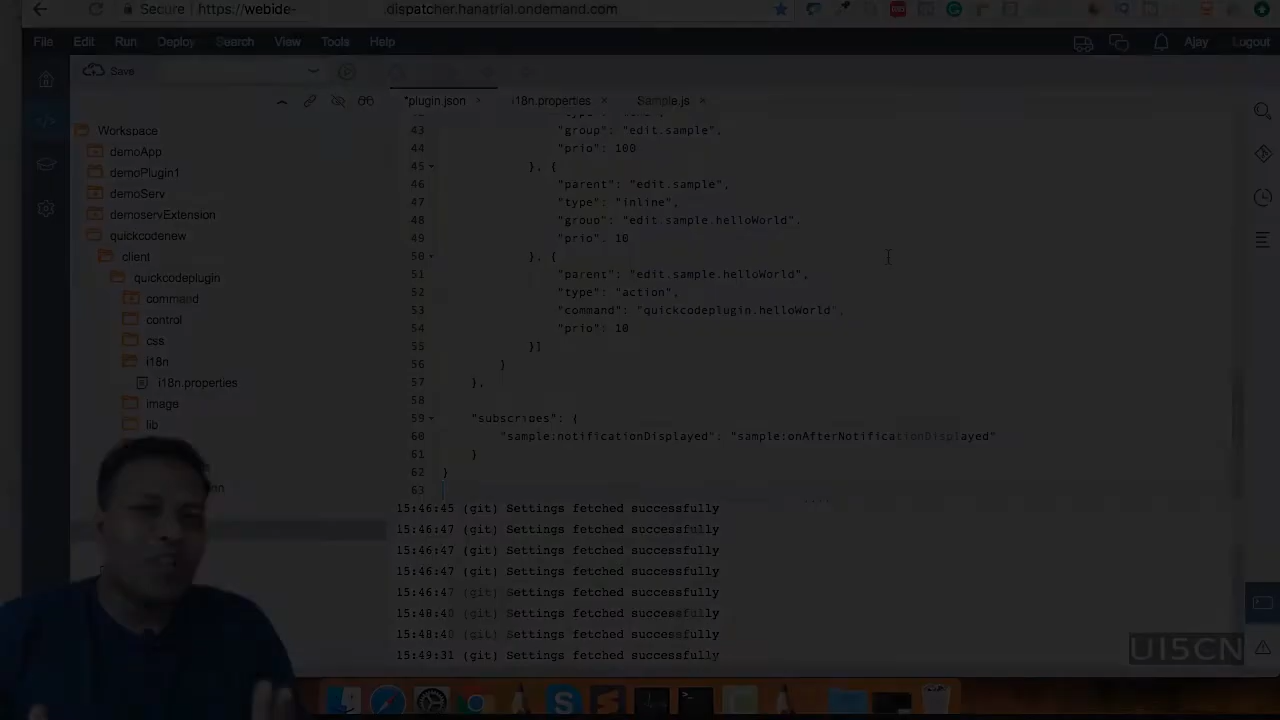 Secure https://webide- .dispatcher.hanatrial.ondemand.com
File Edit Run Deploy Search View Tools Help Ajay Logout
Save
*plugin.json × i18n.properties × Sample.js ×
Workspace
demoApp
demoPlugin1
demoServ
demoservExtension
quickcodenew
client
quickcodeplugin
command
control
css
i18n
i18n.properties
image
lib
43 "group": "edit.sample",
44 "prio": 100
45 }, {
46 "parent": "edit.sample",
47 "type": "inline",
48 "group": "edit.sample.helloWorld",
49 "prio": 10
50 }, {
51 "parent": "edit.sample.helloWorld",
52 "type": "action",
53 "command": "quickcodeplugin.helloWorld",
54 "prio": 10
55 }]
56 }
57 },
58
59 "subscribes": {
60 "sample:notificationDisplayed": "sample:onAfterNotificationDisplayed"
61 }
62 }
63
15:46:45 (git) Settings fetched successfully
15:46:47 (git) Settings fetched successfully
15:46:47 (git) Settings fetched successfully
15:46:47 (git) Settings fetched successfully
15:46:47 (git) Settings fetched successfully
15:48:40 (git) Settings fetched successfully
15:48:40 (git) Settings fetched successfully
15:49:31 (git) Settings fetched successfully
UI5CN